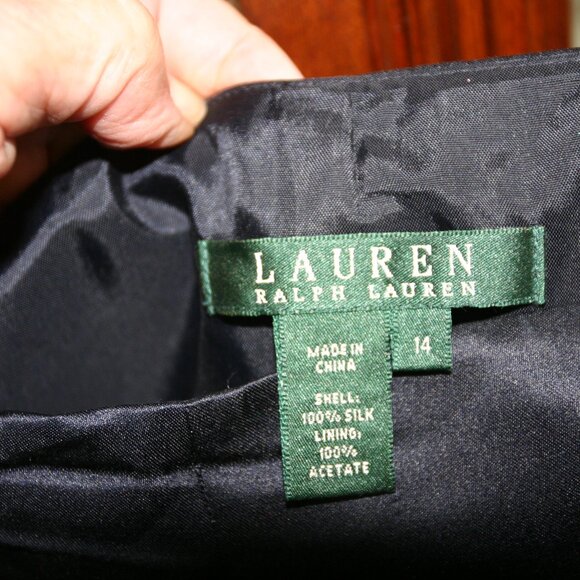 LAUREN
RALPH LAUREN
14
MADE IN
CHINA
SHELL:
100% SILK
LINING:
100%
ACETATE